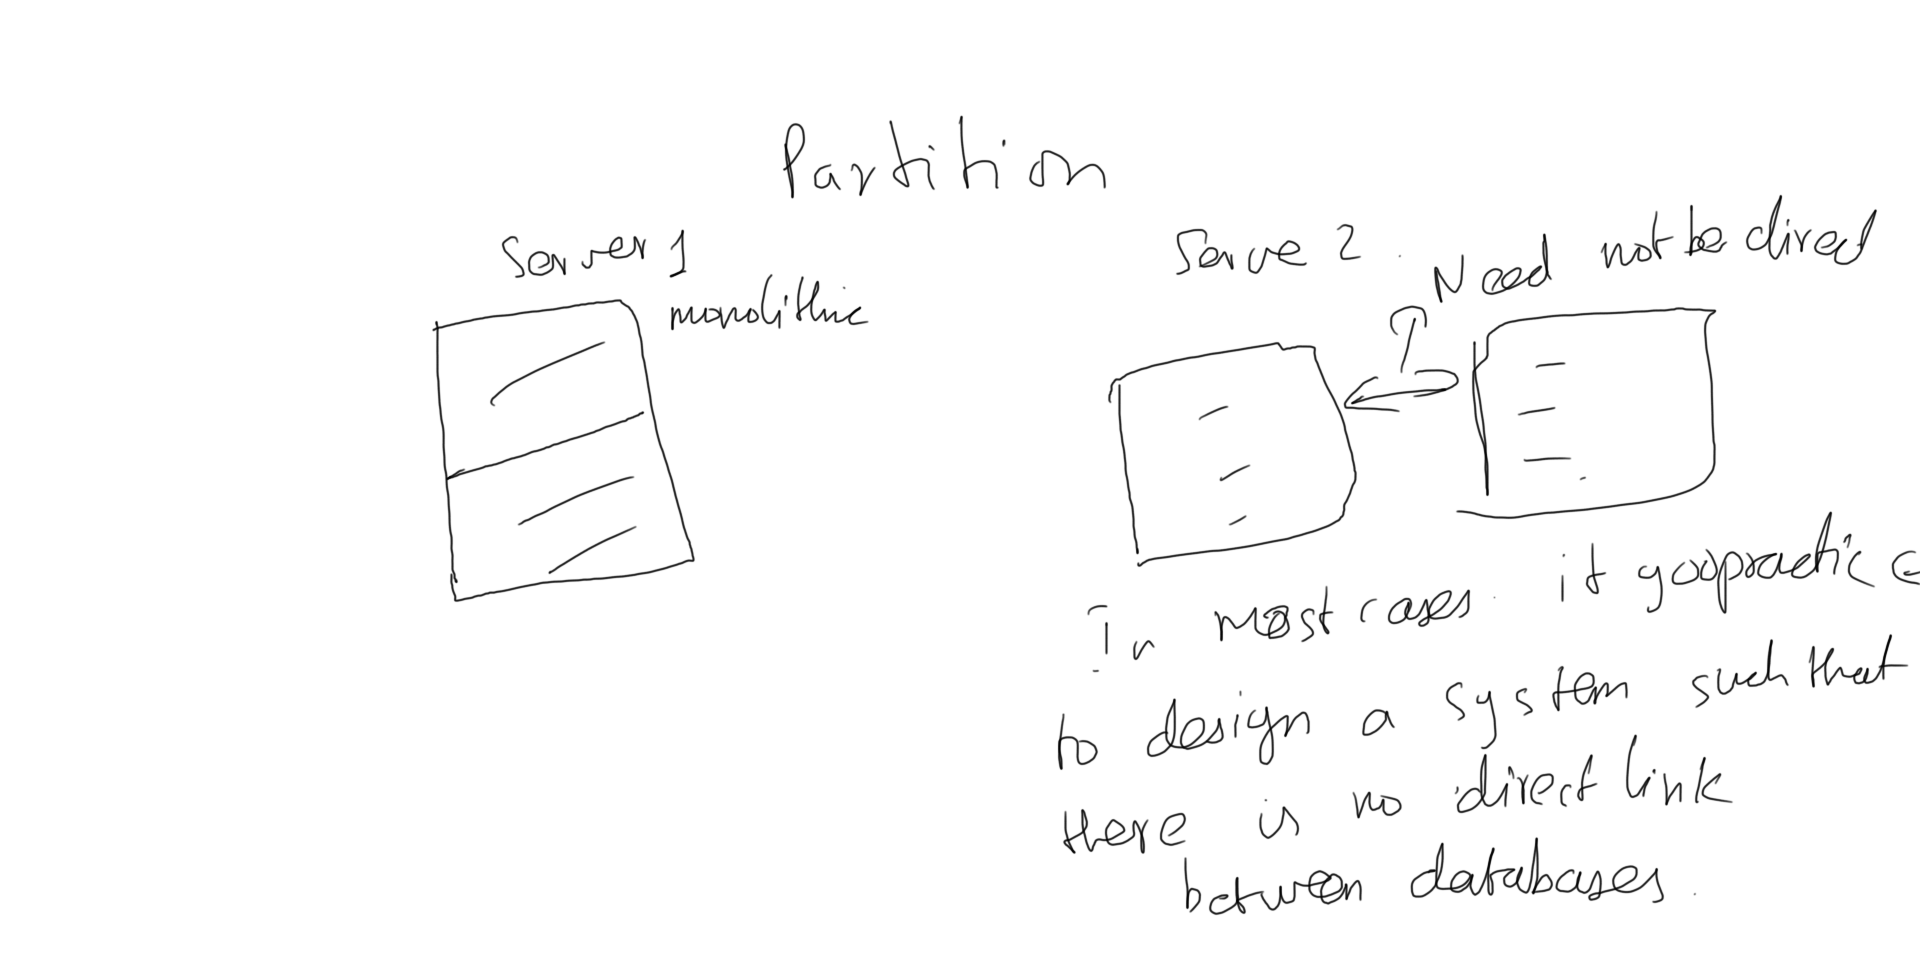 Partition
Server 1
monolithic
Serve 2
Need not be direct
In most cases it goopractice
to design a system such that
there is no direct link
between databases.